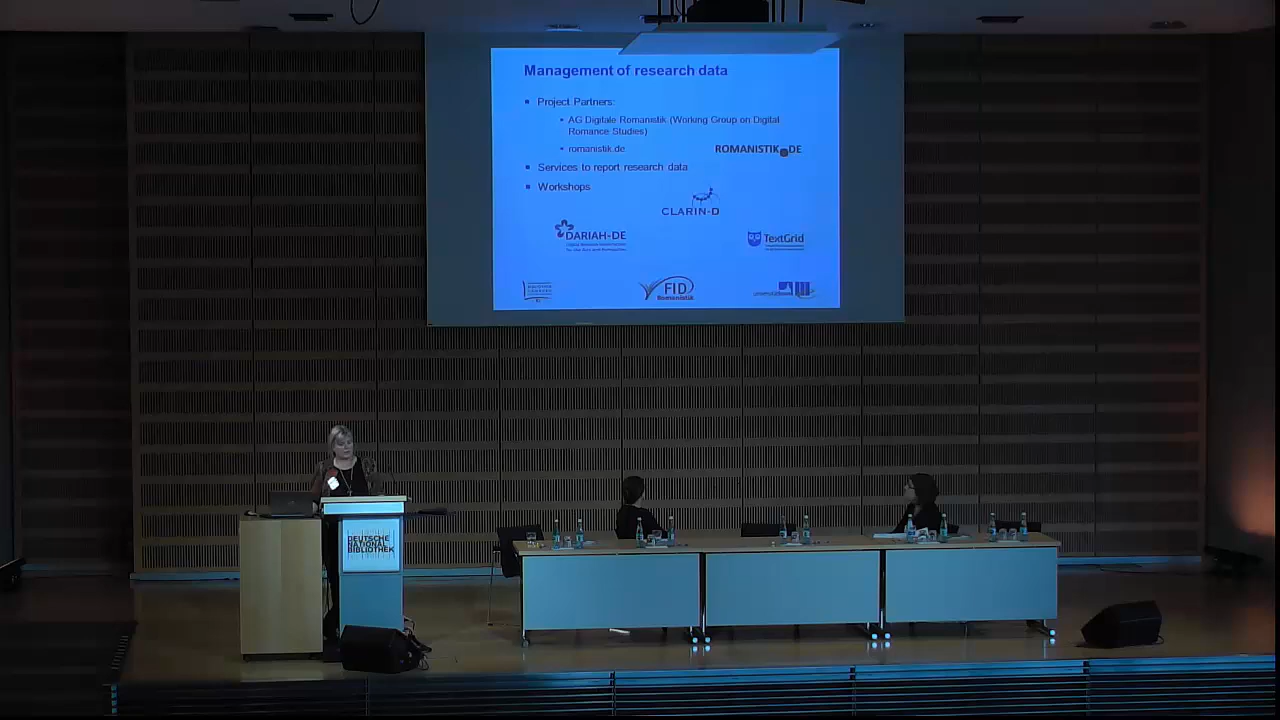 Management of research data
Project Partners:
AG Digitale Romanistik (Working Group on Digital
Romance Studies)
romanistik.de
ROMANISTIK.DE
Services to report research data
Workshops
CLARIN-D
DARIAH-DE
TextGrid
FID
Romanistik
DEUTSCHE
NATIONAL
BIBLIOTHEK